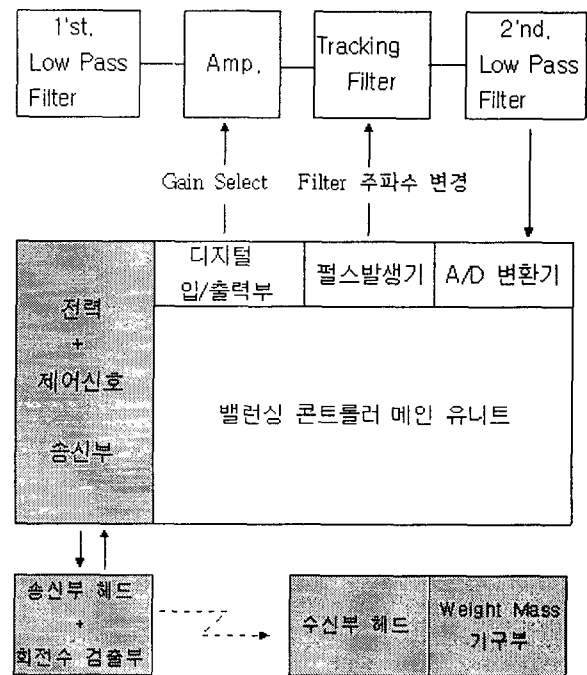 1'st.
Low Pass
Filter
Amp.
Tracking
Filter
2'nd.
Low Pass
Filter
Gain Select
Filter 주파수 변경
디지털
입/출력부
펄스발생기
A/D 변환기
전력
+
제어신호
송신부
밸런싱 콘트롤러 메인 유니트
송신부 헤드
+
회전수 검출부
수신부 헤드
Weight Mass
기구부